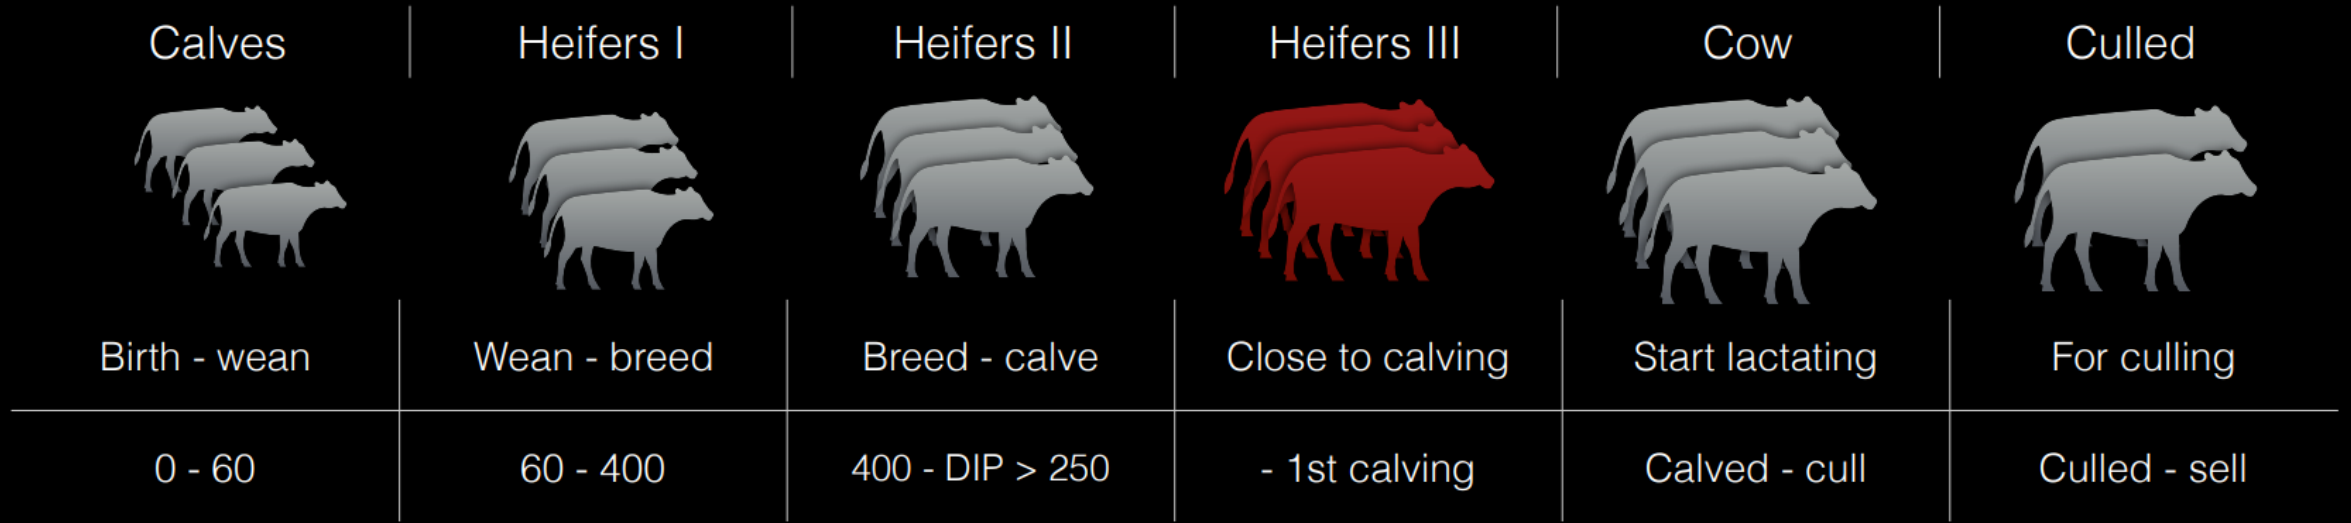 Calves
Heifers I
Heifers II
Heifers III
Cow
Culled
Birth - wean
Wean - breed
Breed - calve
Close to calving
Start lactating
For culling
0 - 60
60 - 400
400 - DIP > 250
- 1st calving
Calved - cull
Culled - sell